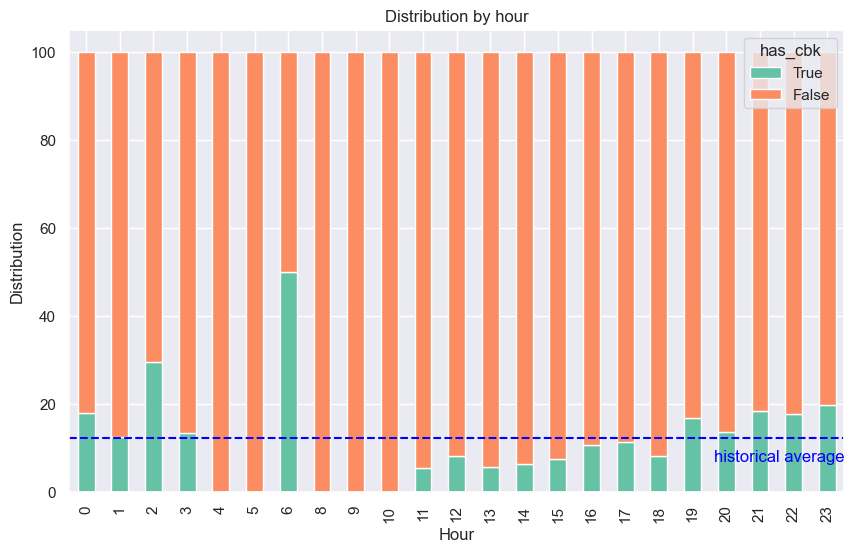 Distribution by hour
has_cbk
True
False
Distribution
100
80
60
40
20
0
historical average
0 1 2 3 4 5 6 8 9 10 11 12 13 14 15 16 17 18 19 20 21 22 23
Hour